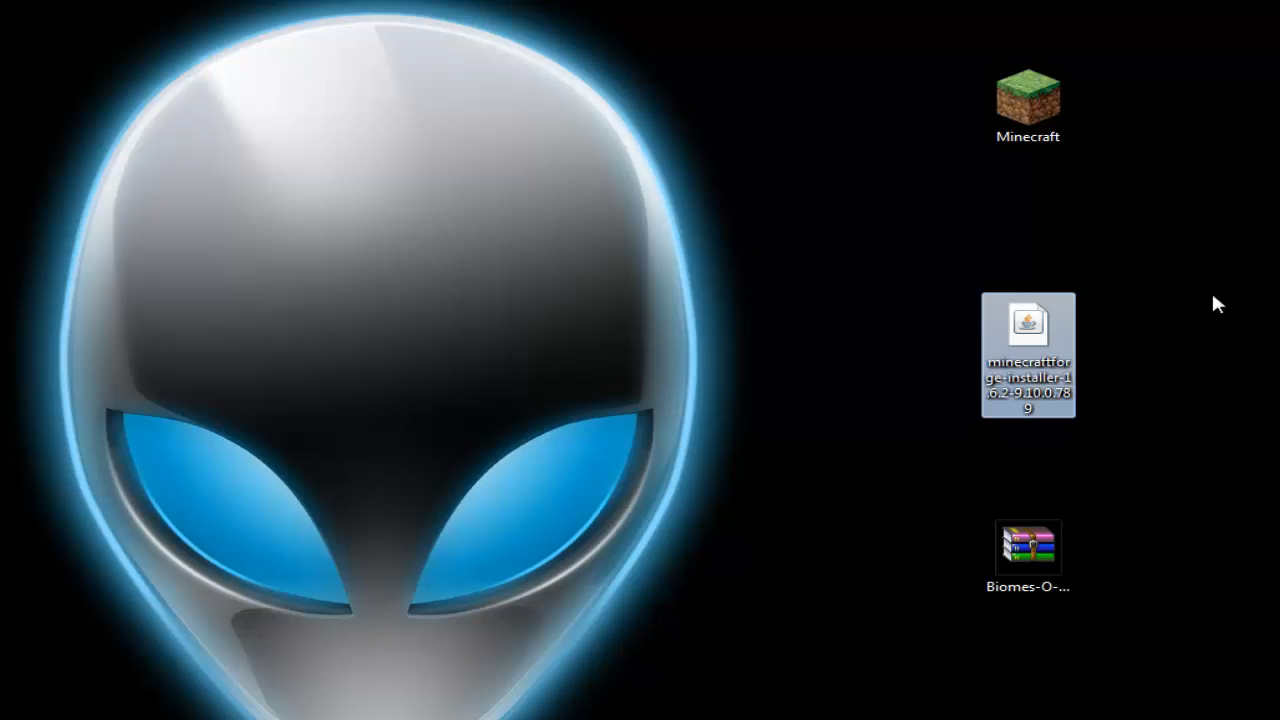 Minecraft
minecraftfor
ge-installer-1
.6.2-9.10.0.78
9
Biomes-O-...